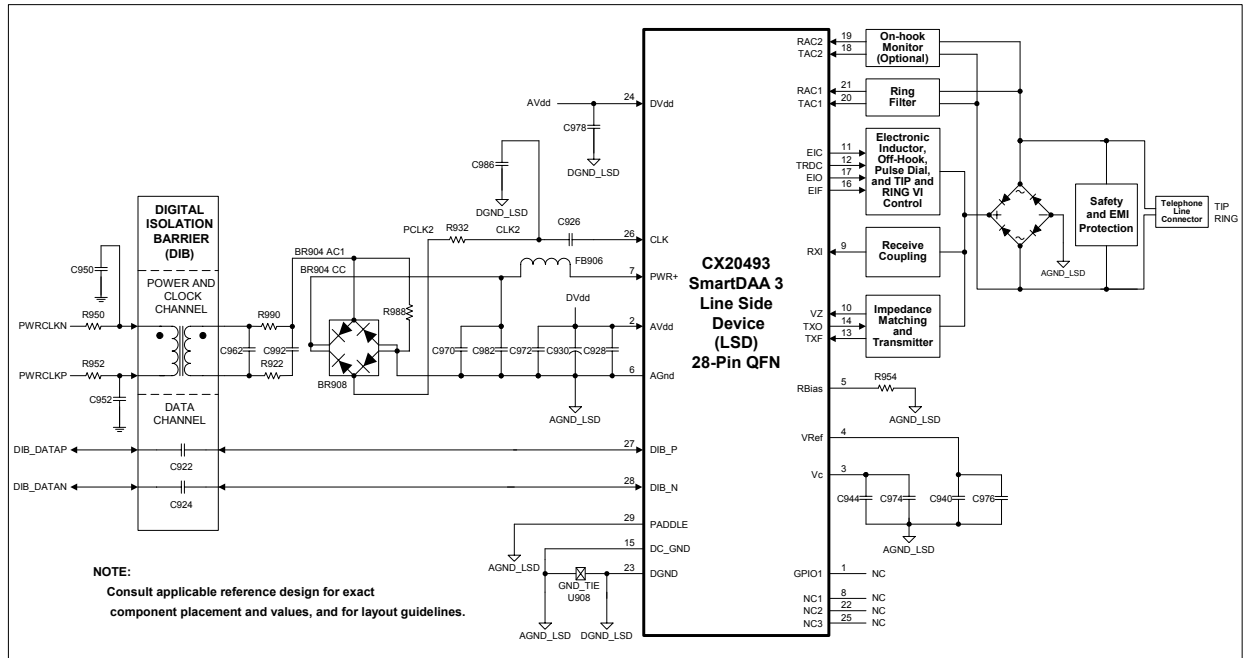 RAC2
19
TAC2
18
On-hook
Monitor
(Optional)
RAC1
21
TAC1
20
Ring
Filter
AVdd
24
DVdd
C978
DGND_LSD
C986
DGND_LSD
EIC
11
TRDC
12
EIO
17
EIF
16
Electronic
Inductor,
Off-Hook,
Pulse Dial,
and TIP and
RING VI
Control
Safety
and EMI
Protection
Telephone
Line
Connector
TIP
RING
AGND_LSD
DIGITAL
ISOLATION
BARRIER
(DIB)
POWER AND
CLOCK
CHANNEL
DATA
CHANNEL
PCLK2
R932
CLK2
C926
26
CLK
BR904 AC1
BR904 CC
FB906
7
PWR+
DVdd
2
AVdd
6
AGnd
C950
R950
PWRCLKN
R952
PWRCLKP
C952
R990
C962
C992
R922
R988
BR908
C970
C982
C972
C930
C928
AGND_LSD
CX20493
SmartDAA 3
Line Side
Device
(LSD)
28-Pin QFN
RXI
9
Receive
Coupling
VZ
10
TXO
14
TXF
13
Impedance
Matching
and
Transmitter
RBias
5
R954
AGND_LSD
VRef
4
Vc
3
C944
C974
C940
C976
AGND_LSD
DIB_DATAP
C922
27
DIB_P
DIB_DATAN
C924
28
DIB_N
29
PADDLE
15
DC_GND
23
DGND
AGND_LSD
GND_TIE
U908
AGND_LSD
DGND_LSD
GPIO1
1
NC
NC1
8
NC
NC2
22
NC
NC3
25
NC
NOTE:
Consult applicable reference design for exact
component placement and values, and for layout guidelines.